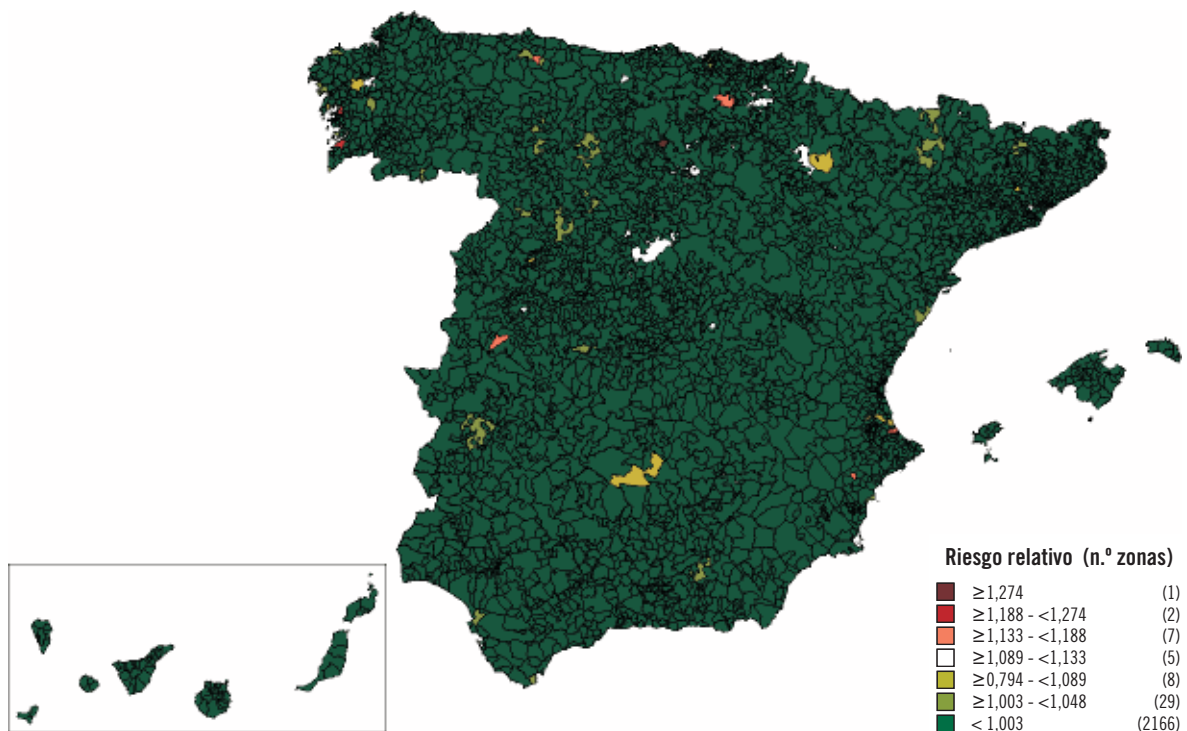 Riesgo relativo (n.º zonas)
≥1,274 (1)
≥1,188 - <1,274 (2)
≥1,133 - <1,188 (7)
≥1,089 - <1,133 (5)
≥0,794 - <1,089 (8)
≥1,003 - <1,048 (29)
< 1,003 (2166)